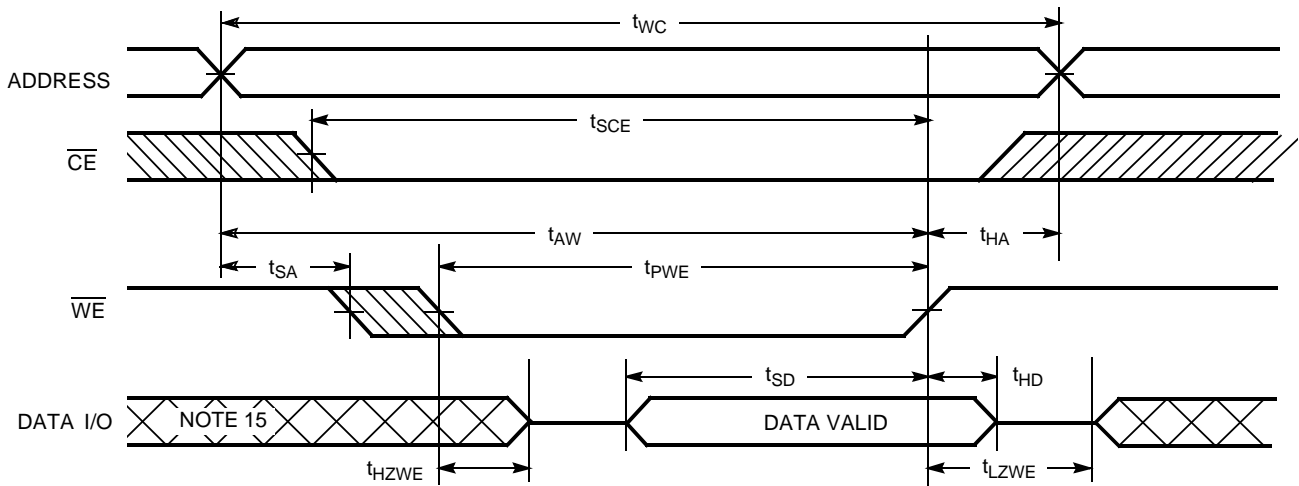 tWC
ADDRESS
tSCE
CE
tAW
tHA
tSA
tPWE
WE
tSD
tHD
DATA I/O
NOTE 15
DATA VALID
tHZWE
tLZWE